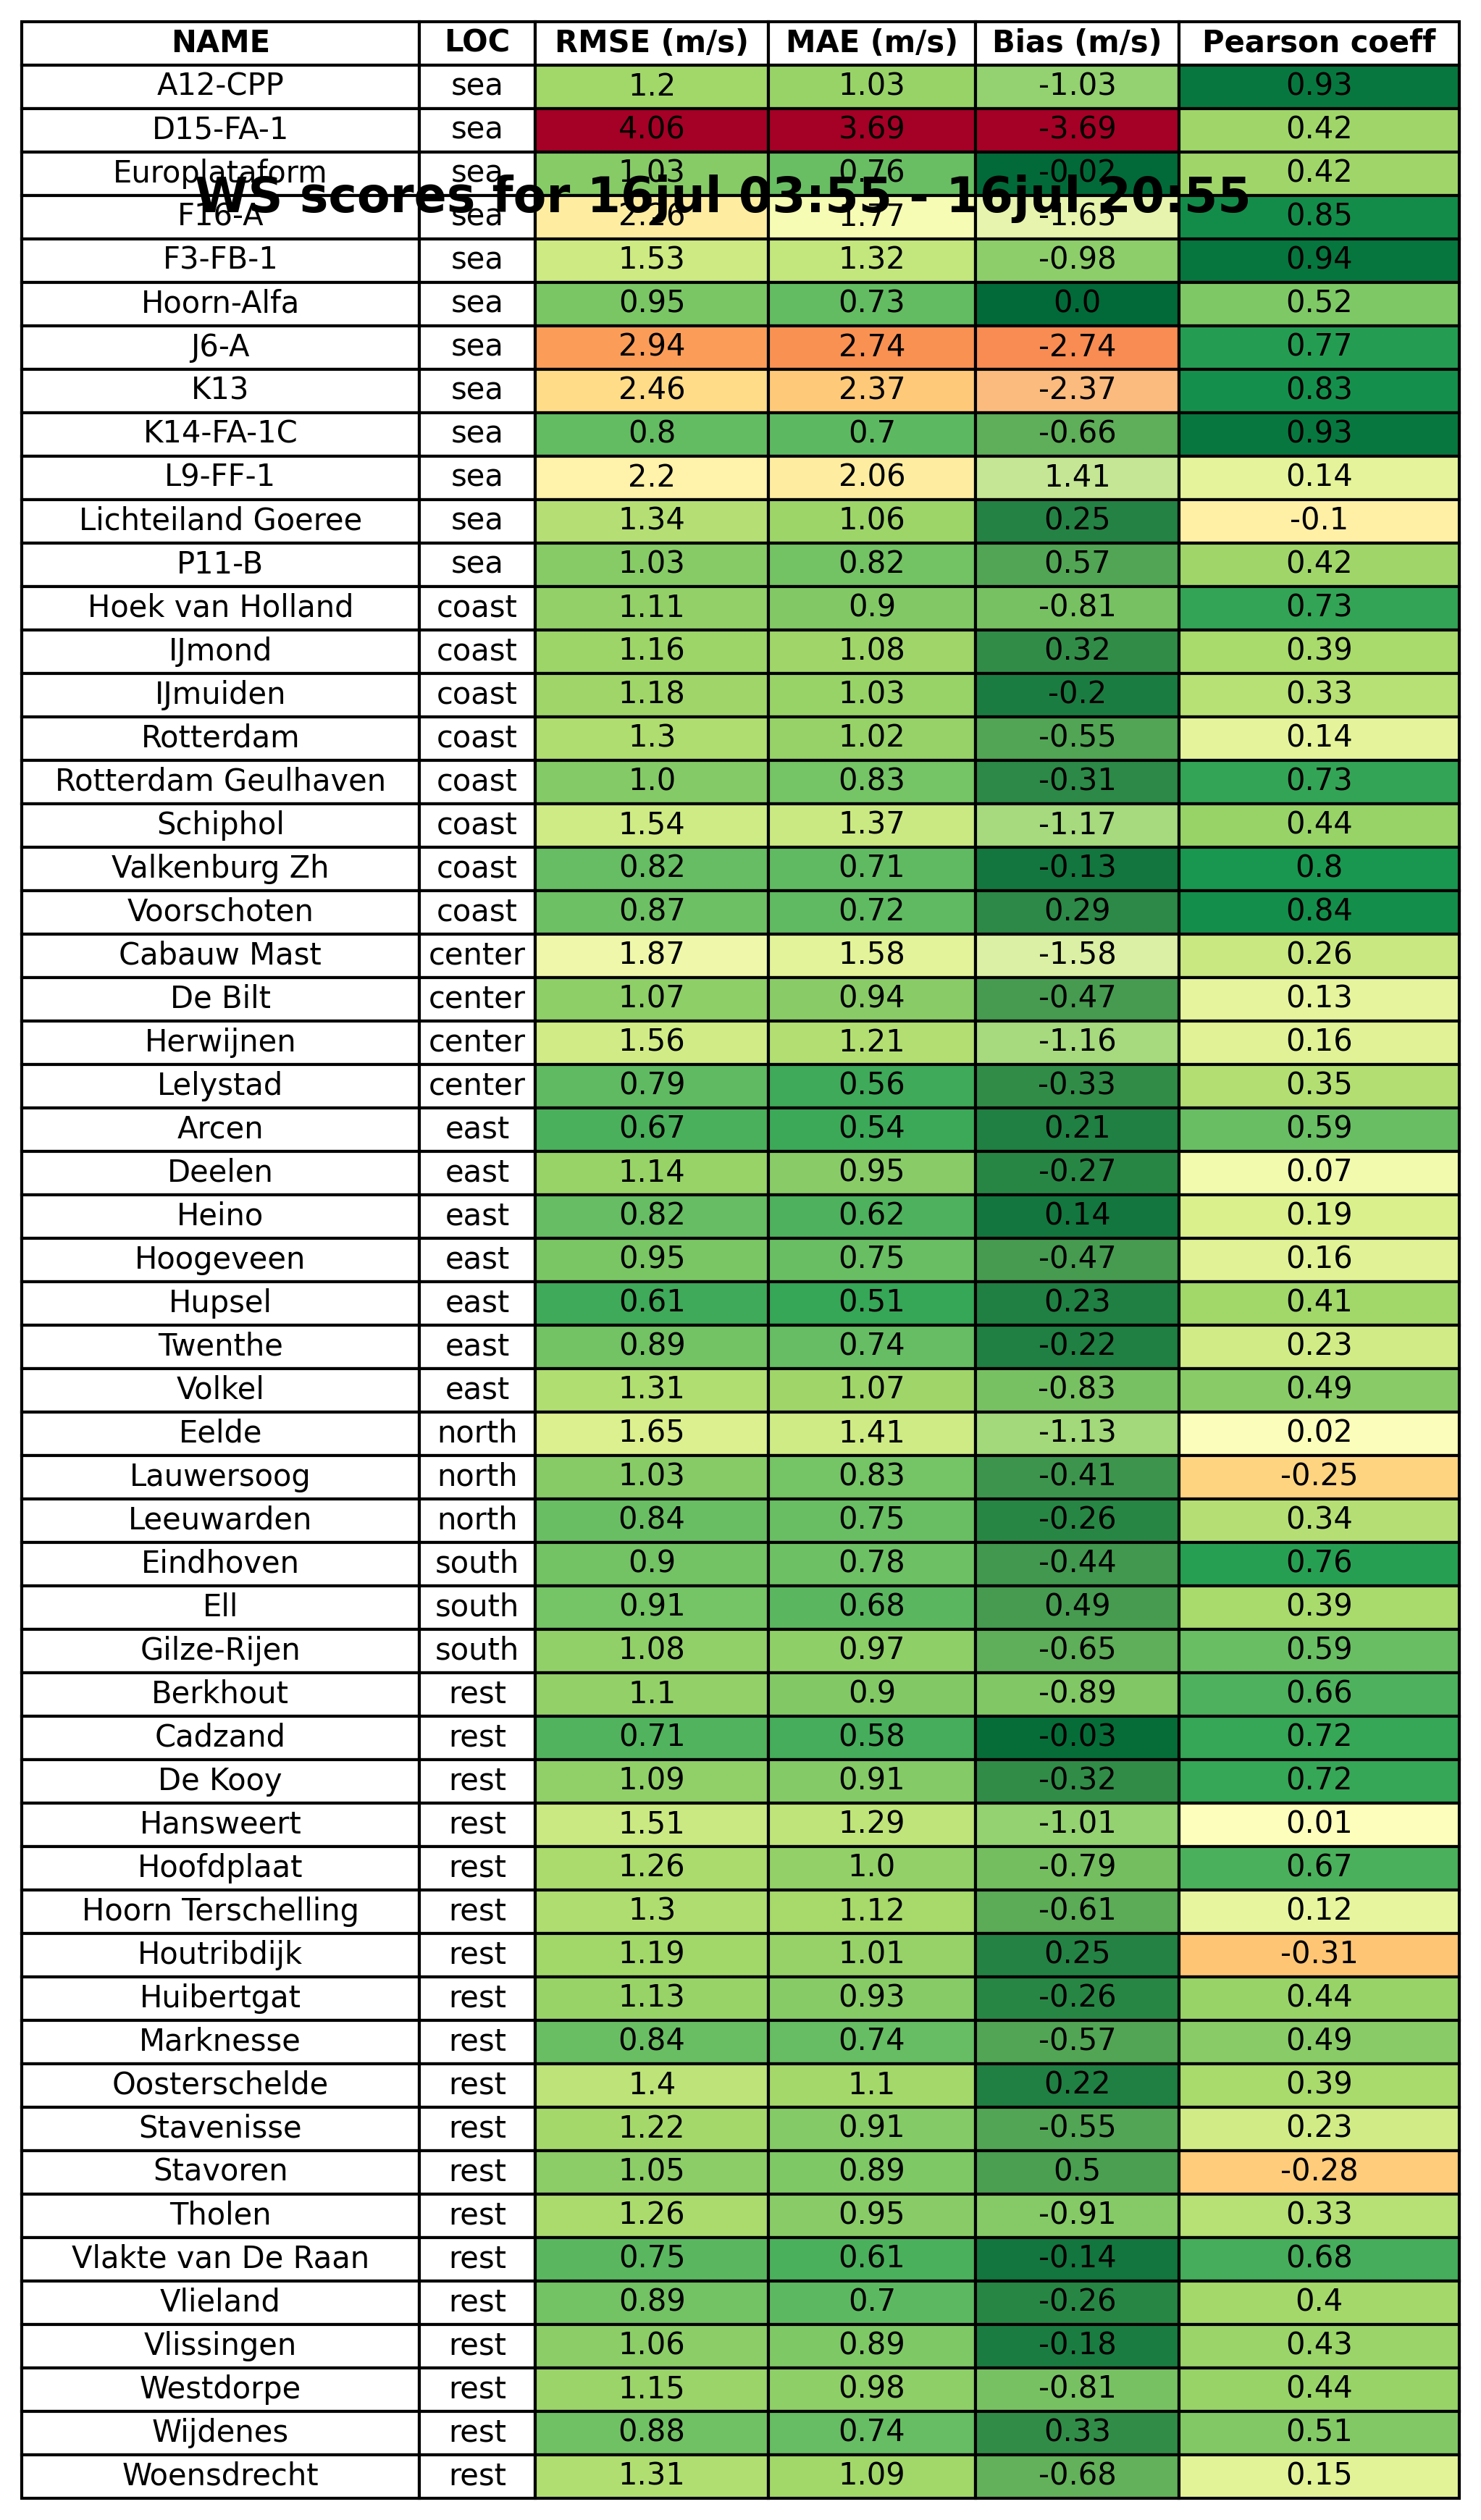 NAME LOC RMSE (m/s) MAE (m/s) Bias (m/s) Pearson coeff
A12-CPP sea 1.2 1.03 -1.03 0.93
D15-FA-1 sea 4.06 3.69 -3.69 0.42
Europlataform sea 1.03 0.76 -0.02 0.42
WS scores for 16jul 03:55 - 16jul 20:55
F16-A sea 2.26 1.77 -1.65 0.85
F3-FB-1 sea 1.53 1.32 -0.98 0.94
Hoorn-Alfa sea 0.95 0.73 0.0 0.52
J6-A sea 2.94 2.74 -2.74 0.77
K13 sea 2.46 2.37 -2.37 0.83
K14-FA-1C sea 0.8 0.7 -0.66 0.93
L9-FF-1 sea 2.2 2.06 1.41 0.14
Lichteiland Goeree sea 1.34 1.06 0.25 -0.1
P11-B sea 1.03 0.82 0.57 0.42
Hoek van Holland coast 1.11 0.9 -0.81 0.73
IJmond coast 1.16 1.08 0.32 0.39
IJmuiden coast 1.18 1.03 -0.2 0.33
Rotterdam coast 1.3 1.02 -0.55 0.14
Rotterdam Geulhaven coast 1.0 0.83 -0.31 0.73
Schiphol coast 1.54 1.37 -1.17 0.44
Valkenburg Zh coast 0.82 0.71 -0.13 0.8
Voorschoten coast 0.87 0.72 0.29 0.84
Cabauw Mast center 1.87 1.58 -1.58 0.26
De Bilt center 1.07 0.94 -0.47 0.13
Herwijnen center 1.56 1.21 -1.16 0.16
Lelystad center 0.79 0.56 -0.33 0.35
Arcen east 0.67 0.54 0.21 0.59
Deelen east 1.14 0.95 -0.27 0.07
Heino east 0.82 0.62 0.14 0.19
Hoogeveen east 0.95 0.75 -0.47 0.16
Hupsel east 0.61 0.51 0.23 0.41
Twenthe east 0.89 0.74 -0.22 0.23
Volkel east 1.31 1.07 -0.83 0.49
Eelde north 1.65 1.41 -1.13 0.02
Lauwersoog north 1.03 0.83 -0.41 -0.25
Leeuwarden north 0.84 0.75 -0.26 0.34
Eindhoven south 0.9 0.78 -0.44 0.76
Ell south 0.91 0.68 0.49 0.39
Gilze-Rijen south 1.08 0.97 -0.65 0.59
Berkhout rest 1.1 0.9 -0.89 0.66
Cadzand rest 0.71 0.58 -0.03 0.72
De Kooy rest 1.09 0.91 -0.32 0.72
Hansweert rest 1.51 1.29 -1.01 0.01
Hoofdplaat rest 1.26 1.0 -0.79 0.67
Hoorn Terschelling rest 1.3 1.12 -0.61 0.12
Houtribdijk rest 1.19 1.01 0.25 -0.31
Huibertgat rest 1.13 0.93 -0.26 0.44
Marknesse rest 0.84 0.74 -0.57 0.49
Oosterschelde rest 1.4 1.1 0.22 0.39
Stavenisse rest 1.22 0.91 -0.55 0.23
Stavoren rest 1.05 0.89 0.5 -0.28
Tholen rest 1.26 0.95 -0.91 0.33
Vlakte van De Raan rest 0.75 0.61 -0.14 0.68
Vlieland rest 0.89 0.7 -0.26 0.4
Vlissingen rest 1.06 0.89 -0.18 0.43
Westdorpe rest 1.15 0.98 -0.81 0.44
Wijdenes rest 0.88 0.74 0.33 0.51
Woensdrecht rest 1.31 1.09 -0.68 0.15